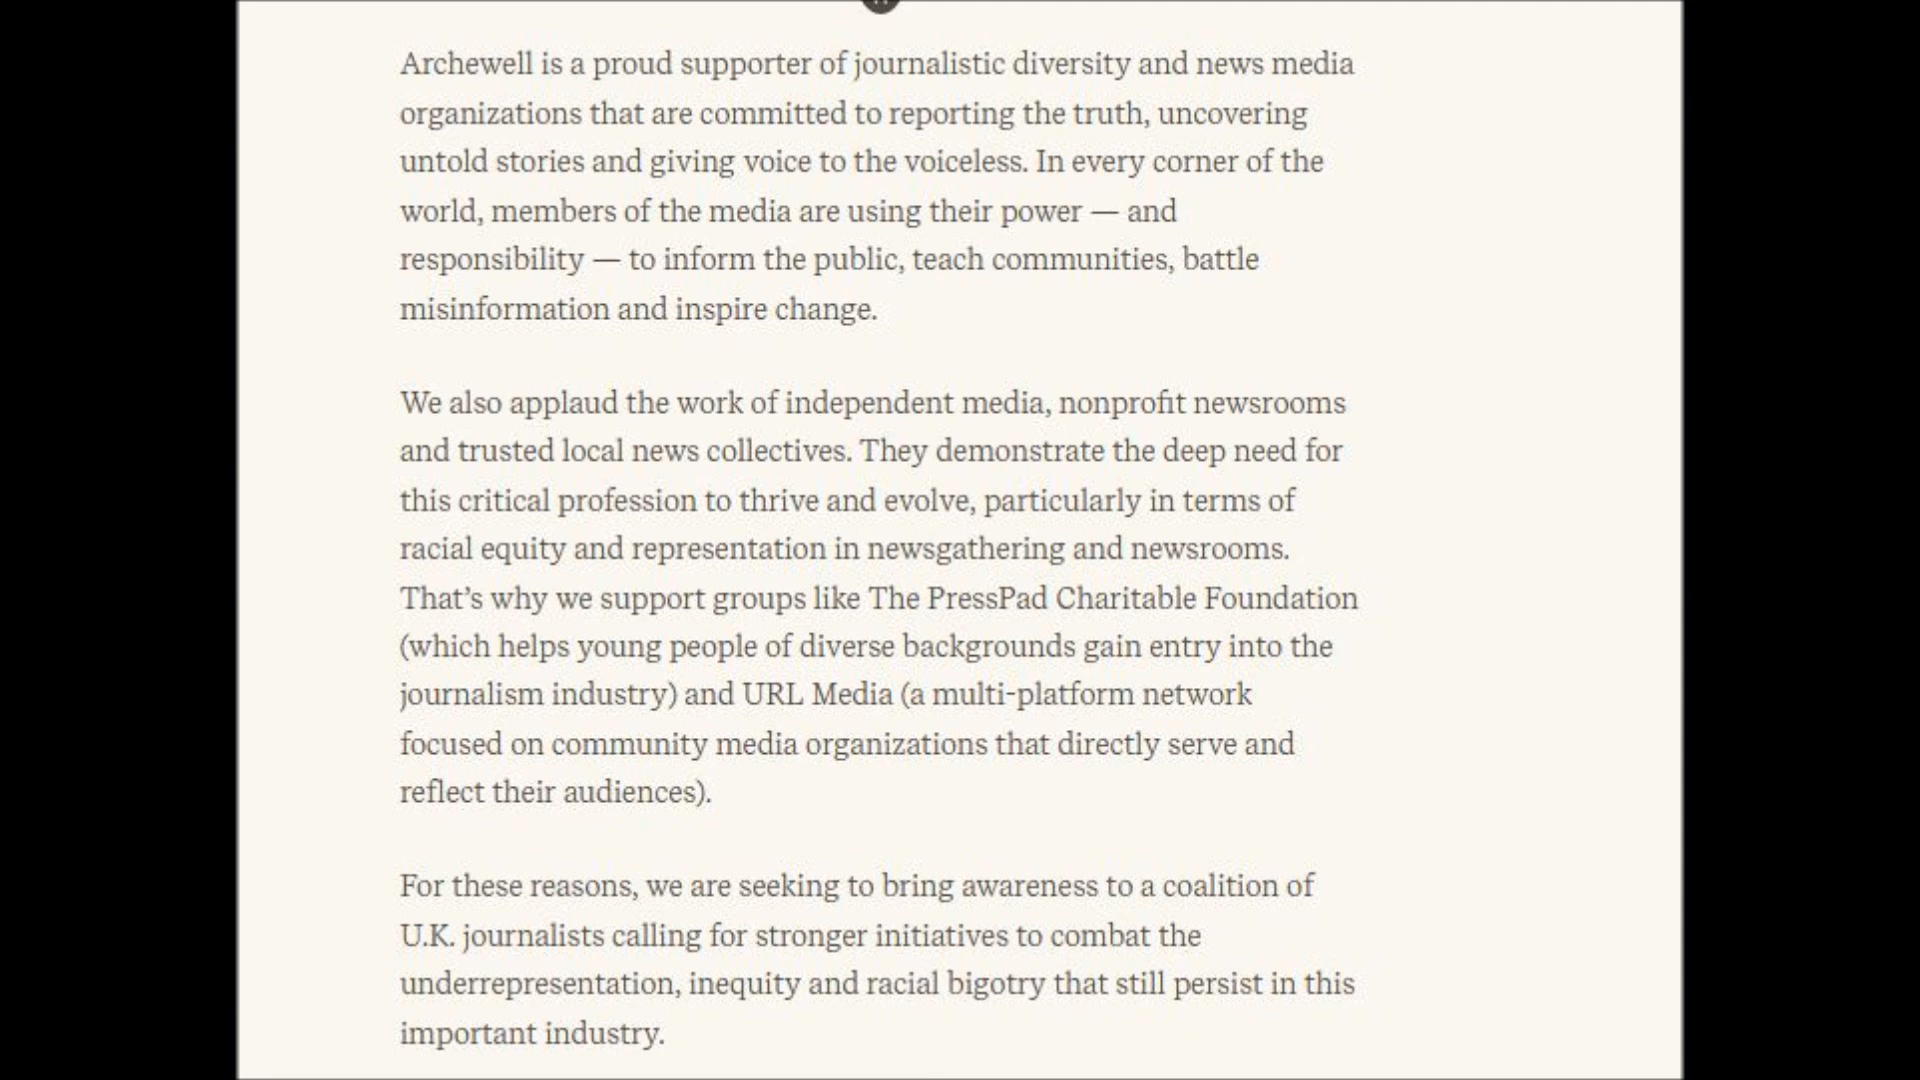 Archewell is a proud supporter of journalistic diversity and news media
organizations that are committed to reporting the truth, uncovering
untold stories and giving voice to the voiceless. In every corner of the
world, members of the media are using their power — and
responsibility — to inform the public, teach communities, battle
misinformation and inspire change.
We also applaud the work of independent media, nonprofit newsrooms
and trusted local news collectives. They demonstrate the deep need for
this critical profession to thrive and evolve, particularly in terms of
racial equity and representation in newsgathering and newsrooms.
That’s why we support groups like The PressPad Charitable Foundation
(which helps young people of diverse backgrounds gain entry into the
journalism industry) and URL Media (a multi-platform network
focused on community media organizations that directly serve and
reflect their audiences).
For these reasons, we are seeking to bring awareness to a coalition of
U.K. journalists calling for stronger initiatives to combat the
underrepresentation, inequity and racial bigotry that still persist in this
important industry.